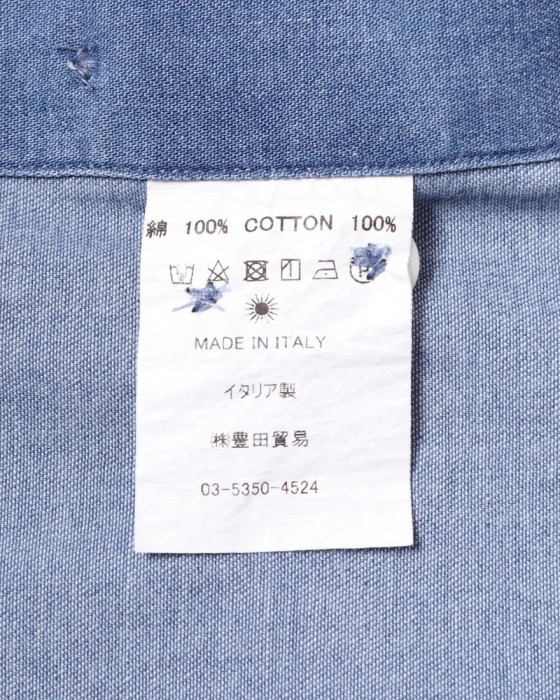 綿 100% COTTON 100%
P
MADE IN ITALY
イタリア製
㈱豊田貿易
03-5350-4524